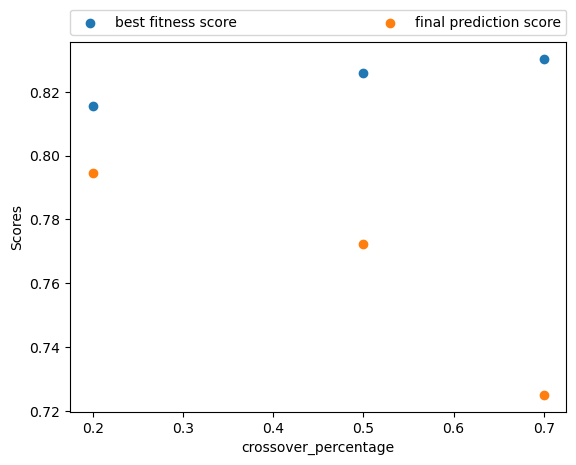 best fitness score
final prediction score
0.82
0.80
0.78
0.76
0.74
0.72
Scores
0.2 0.3 0.4 0.5 0.6 0.7
crossover_percentage